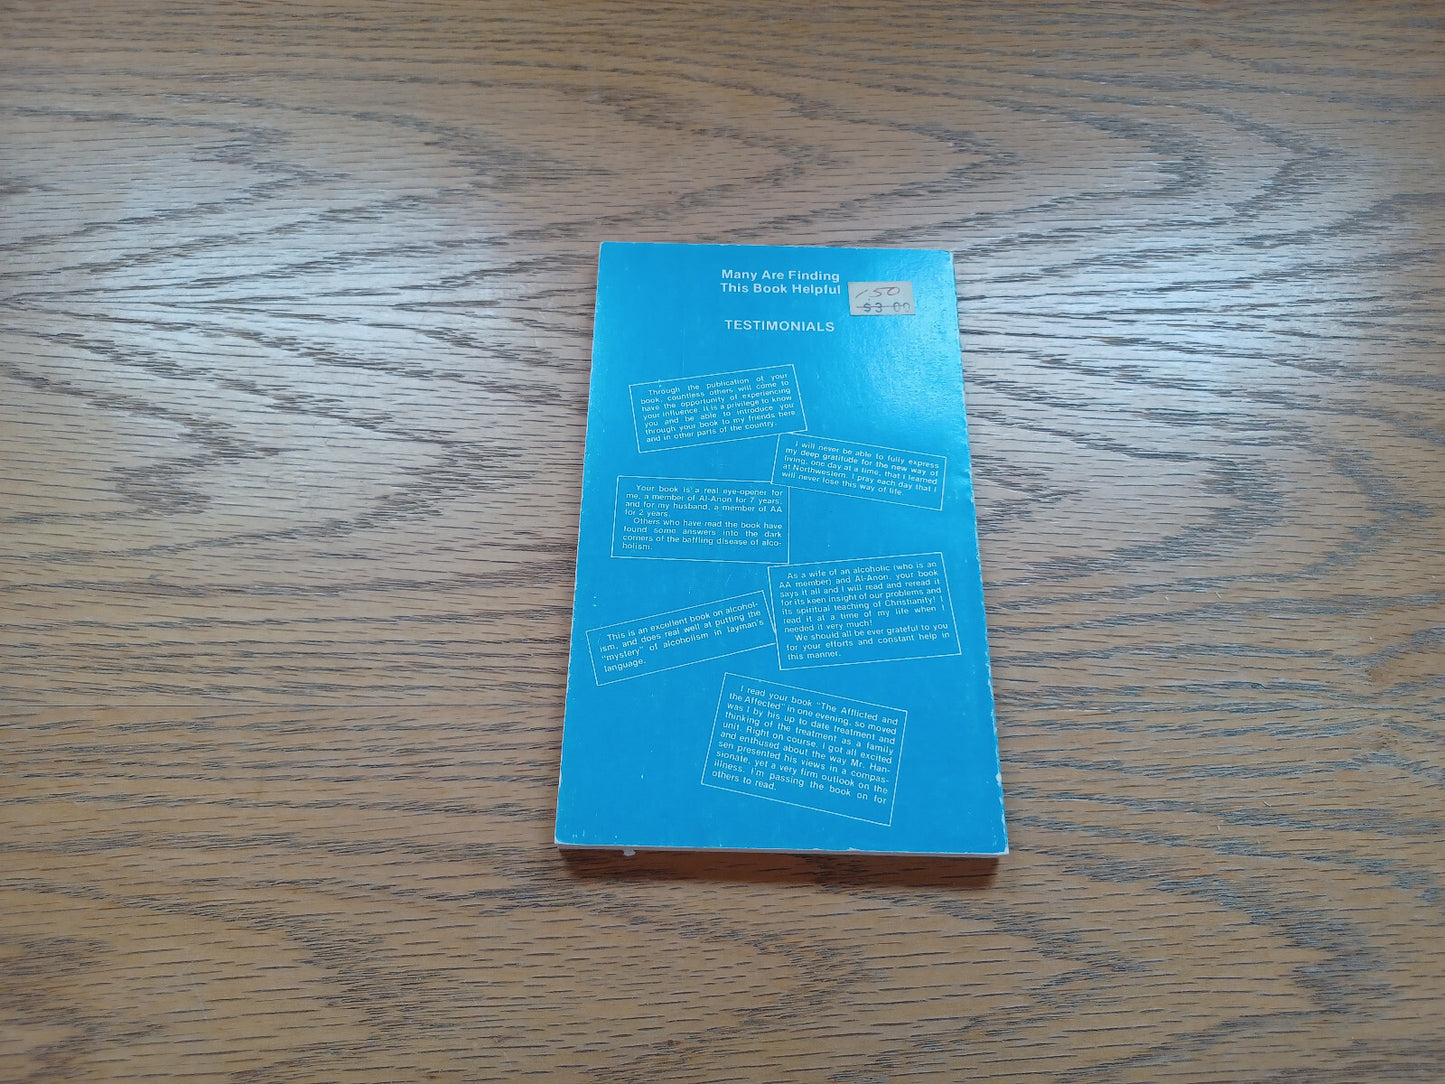 Many Are Finding
This Book Helpful
1.50
$3 00
TESTIMONIALS
Through the publication of your
book, countless others will come to
have the opportunity of experiencing
your influence. It is a privilege to know
you and be able to introduce you
through your book to my friends here
and in other parts of the country.
I will never be able to fully express
my deep gratitude for the new way of
living, one day at a time, that I learned
at Northwestern. I pray each day that I
will never lose this way of life.
Your book is a real eye-opener for
me, a member of Al-Anon for 7 years,
and for my husband, a member of AA
for 2 years.
Others who have read the book have
found some answers into the dark
corners of the baffling disease of alco-
holism.
As a wife of an alcoholic (who is an
AA member) and Al-Anon, your book
says it all and I will read and reread it
for its keen insight of our problems and
its spiritual teaching of Christianity! I
read it at a time of my life when I
needed it very much!
We should all be ever grateful to you
for your efforts and constant help in
this manner.
This is an excellent book on alcohol-
ism, and does real well at putting the
"mystery" of alcoholism in layman's
language.
I read your book "The Afflicted and
the Affected" in one evening, so moved
was I by his up to date treatment and
thinking of the treatment as a family
unit. Right on course. I got all excited
and enthused about the way Mr. Han-
sen presented his views in a compas-
sionate, yet a very firm outlook on the
illness. I'm passing the book on for
others to read.